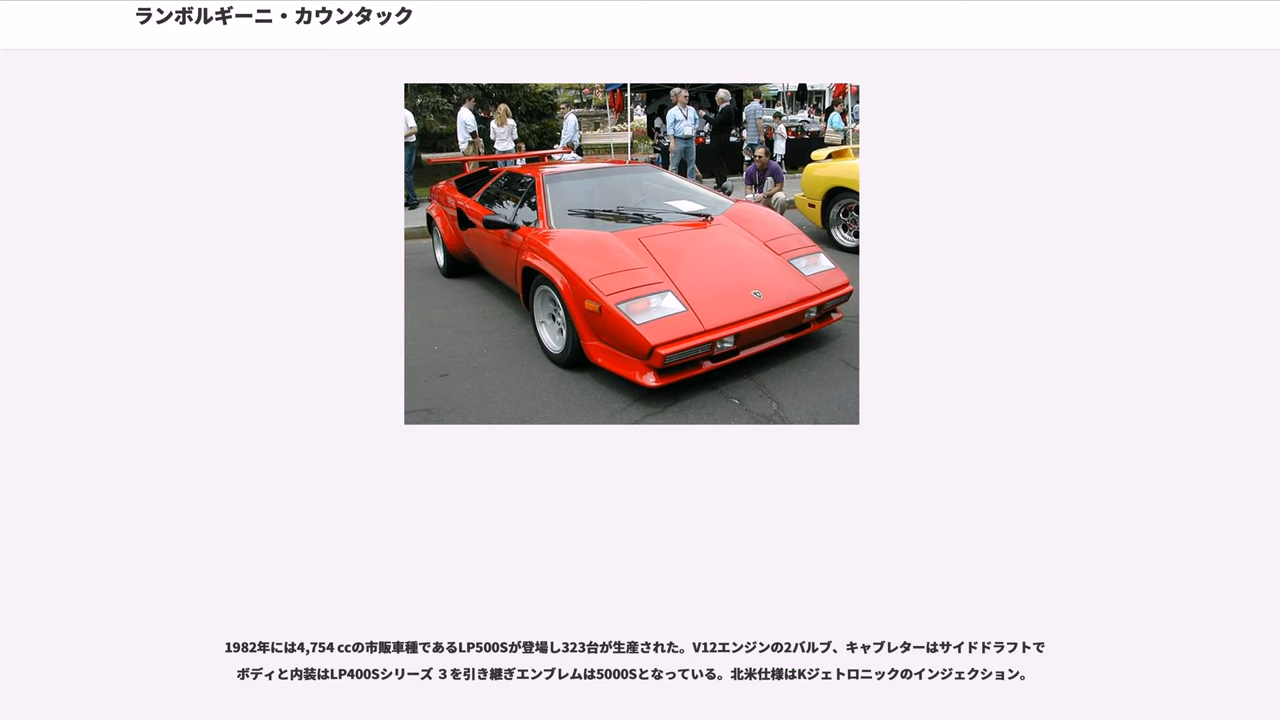 ランボルギーニ・カウンタック
1982年には4,754 ccの市販車種であるLP500Sが登場し323台が生産された。V12エンジンの2バルブ、キャブレターはサイドドラフトで
ボディと内装はLP400Sシリーズ ３を引き継ぎエンブレムは5000Sとなっている。北米仕様はKジェトロニックのインジェクション。